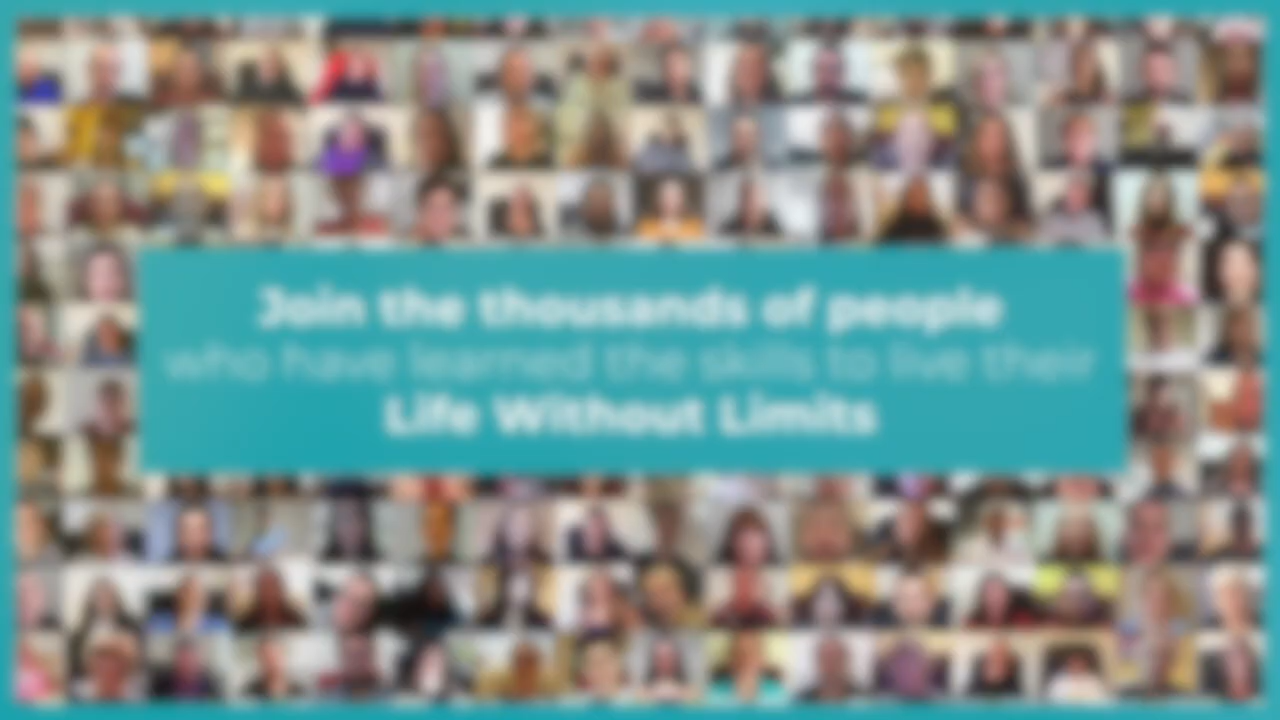 Join the thousands of people
who have learned the skills to live their
Life Without Limits